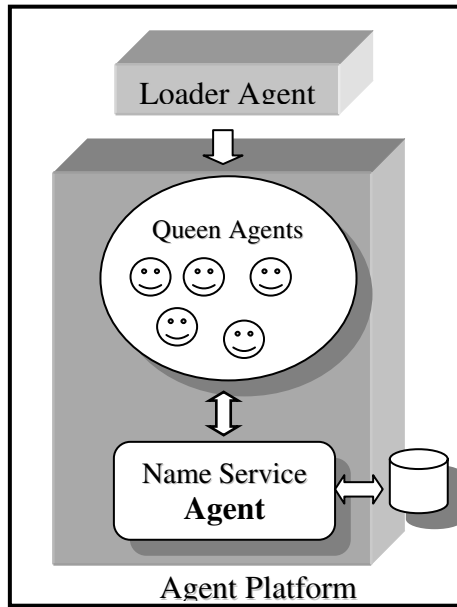 Loader Agent
Queen Agents
Name Service
Agent
Agent Platform